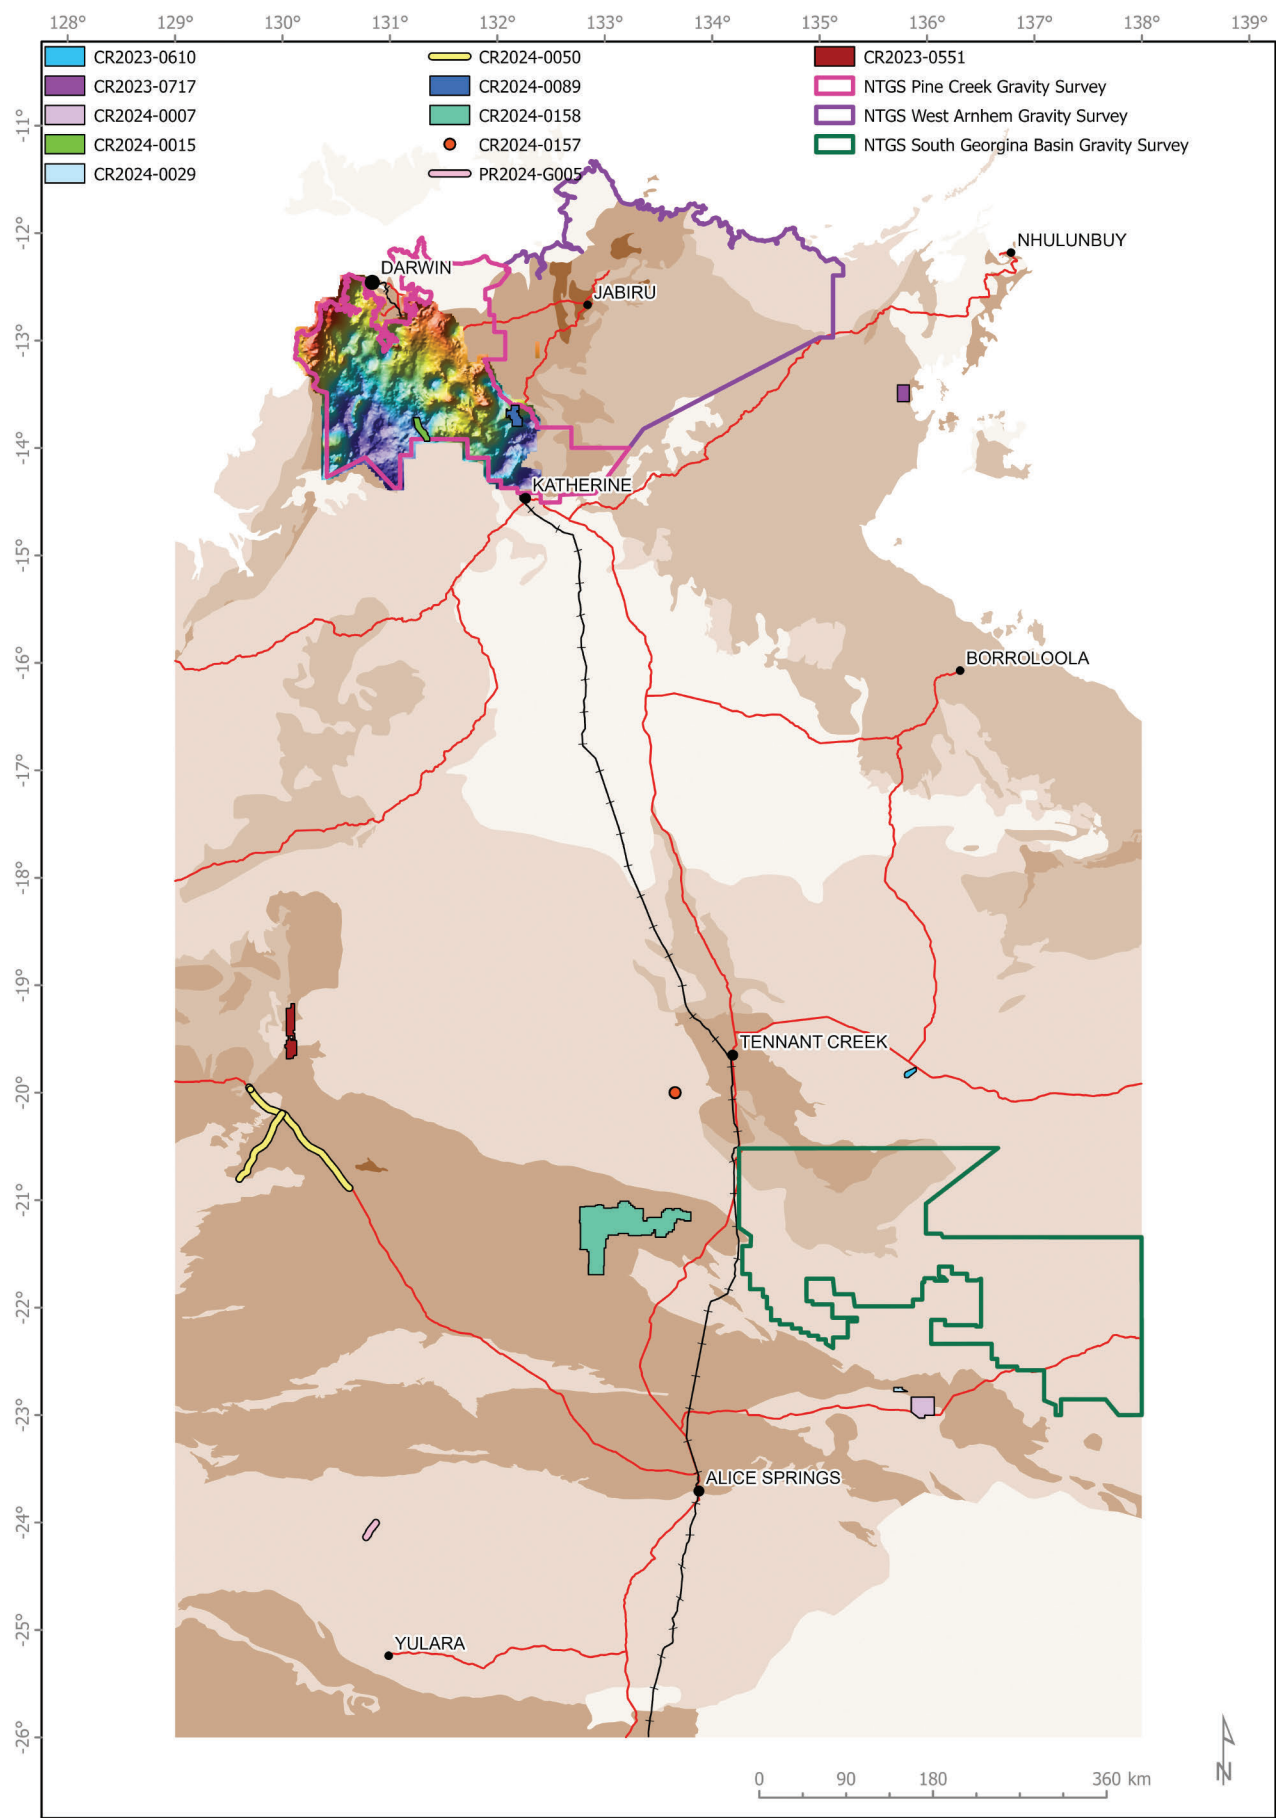 128° 129° 130° 131° 132° 133° 134° 135° 136° 137° 138° 139°
CR2023-0610
CR2023-0717
CR2024-0007
CR2024-0015
CR2024-0029
CR2024-0050
CR2024-0089
CR2024-0158
CR2024-0157
PR2024-G005
CR2023-0551
NTGS Pine Creek Gravity Survey
NTGS West Arnhem Gravity Survey
NTGS South Georgina Basin Gravity Survey
-11°
-12°
-13°
-14°
-15°
-16°
-17°
-18°
-19°
-20°
-21°
-22°
-23°
-24°
-25°
-26°
NHULUNBUY
DARWIN
JABIRU
KATHERINE
BORROLOOLA
TENNANT CREEK
ALICE SPRINGS
YULARA
0 90 180 360 km
N